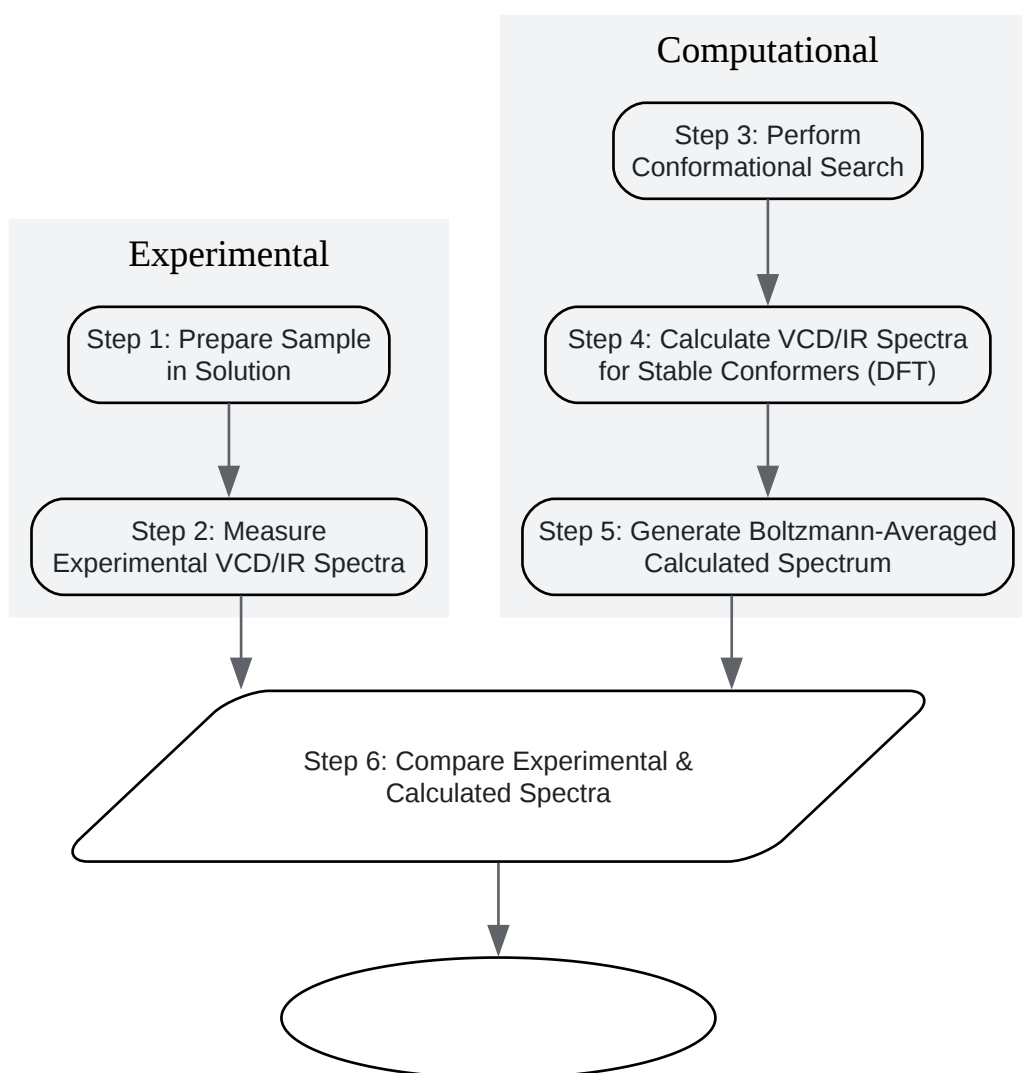 Computational
Step 3: Perform
Conformational Search
Experimental
Step 1: Prepare Sample
in Solution
Step 4: Calculate VCD/IR Spectra
for Stable Conformers (DFT)
Step 2: Measure
Experimental VCD/IR Spectra
Step 5: Generate Boltzmann-Averaged
Calculated Spectrum
Step 6: Compare Experimental &
Calculated Spectra